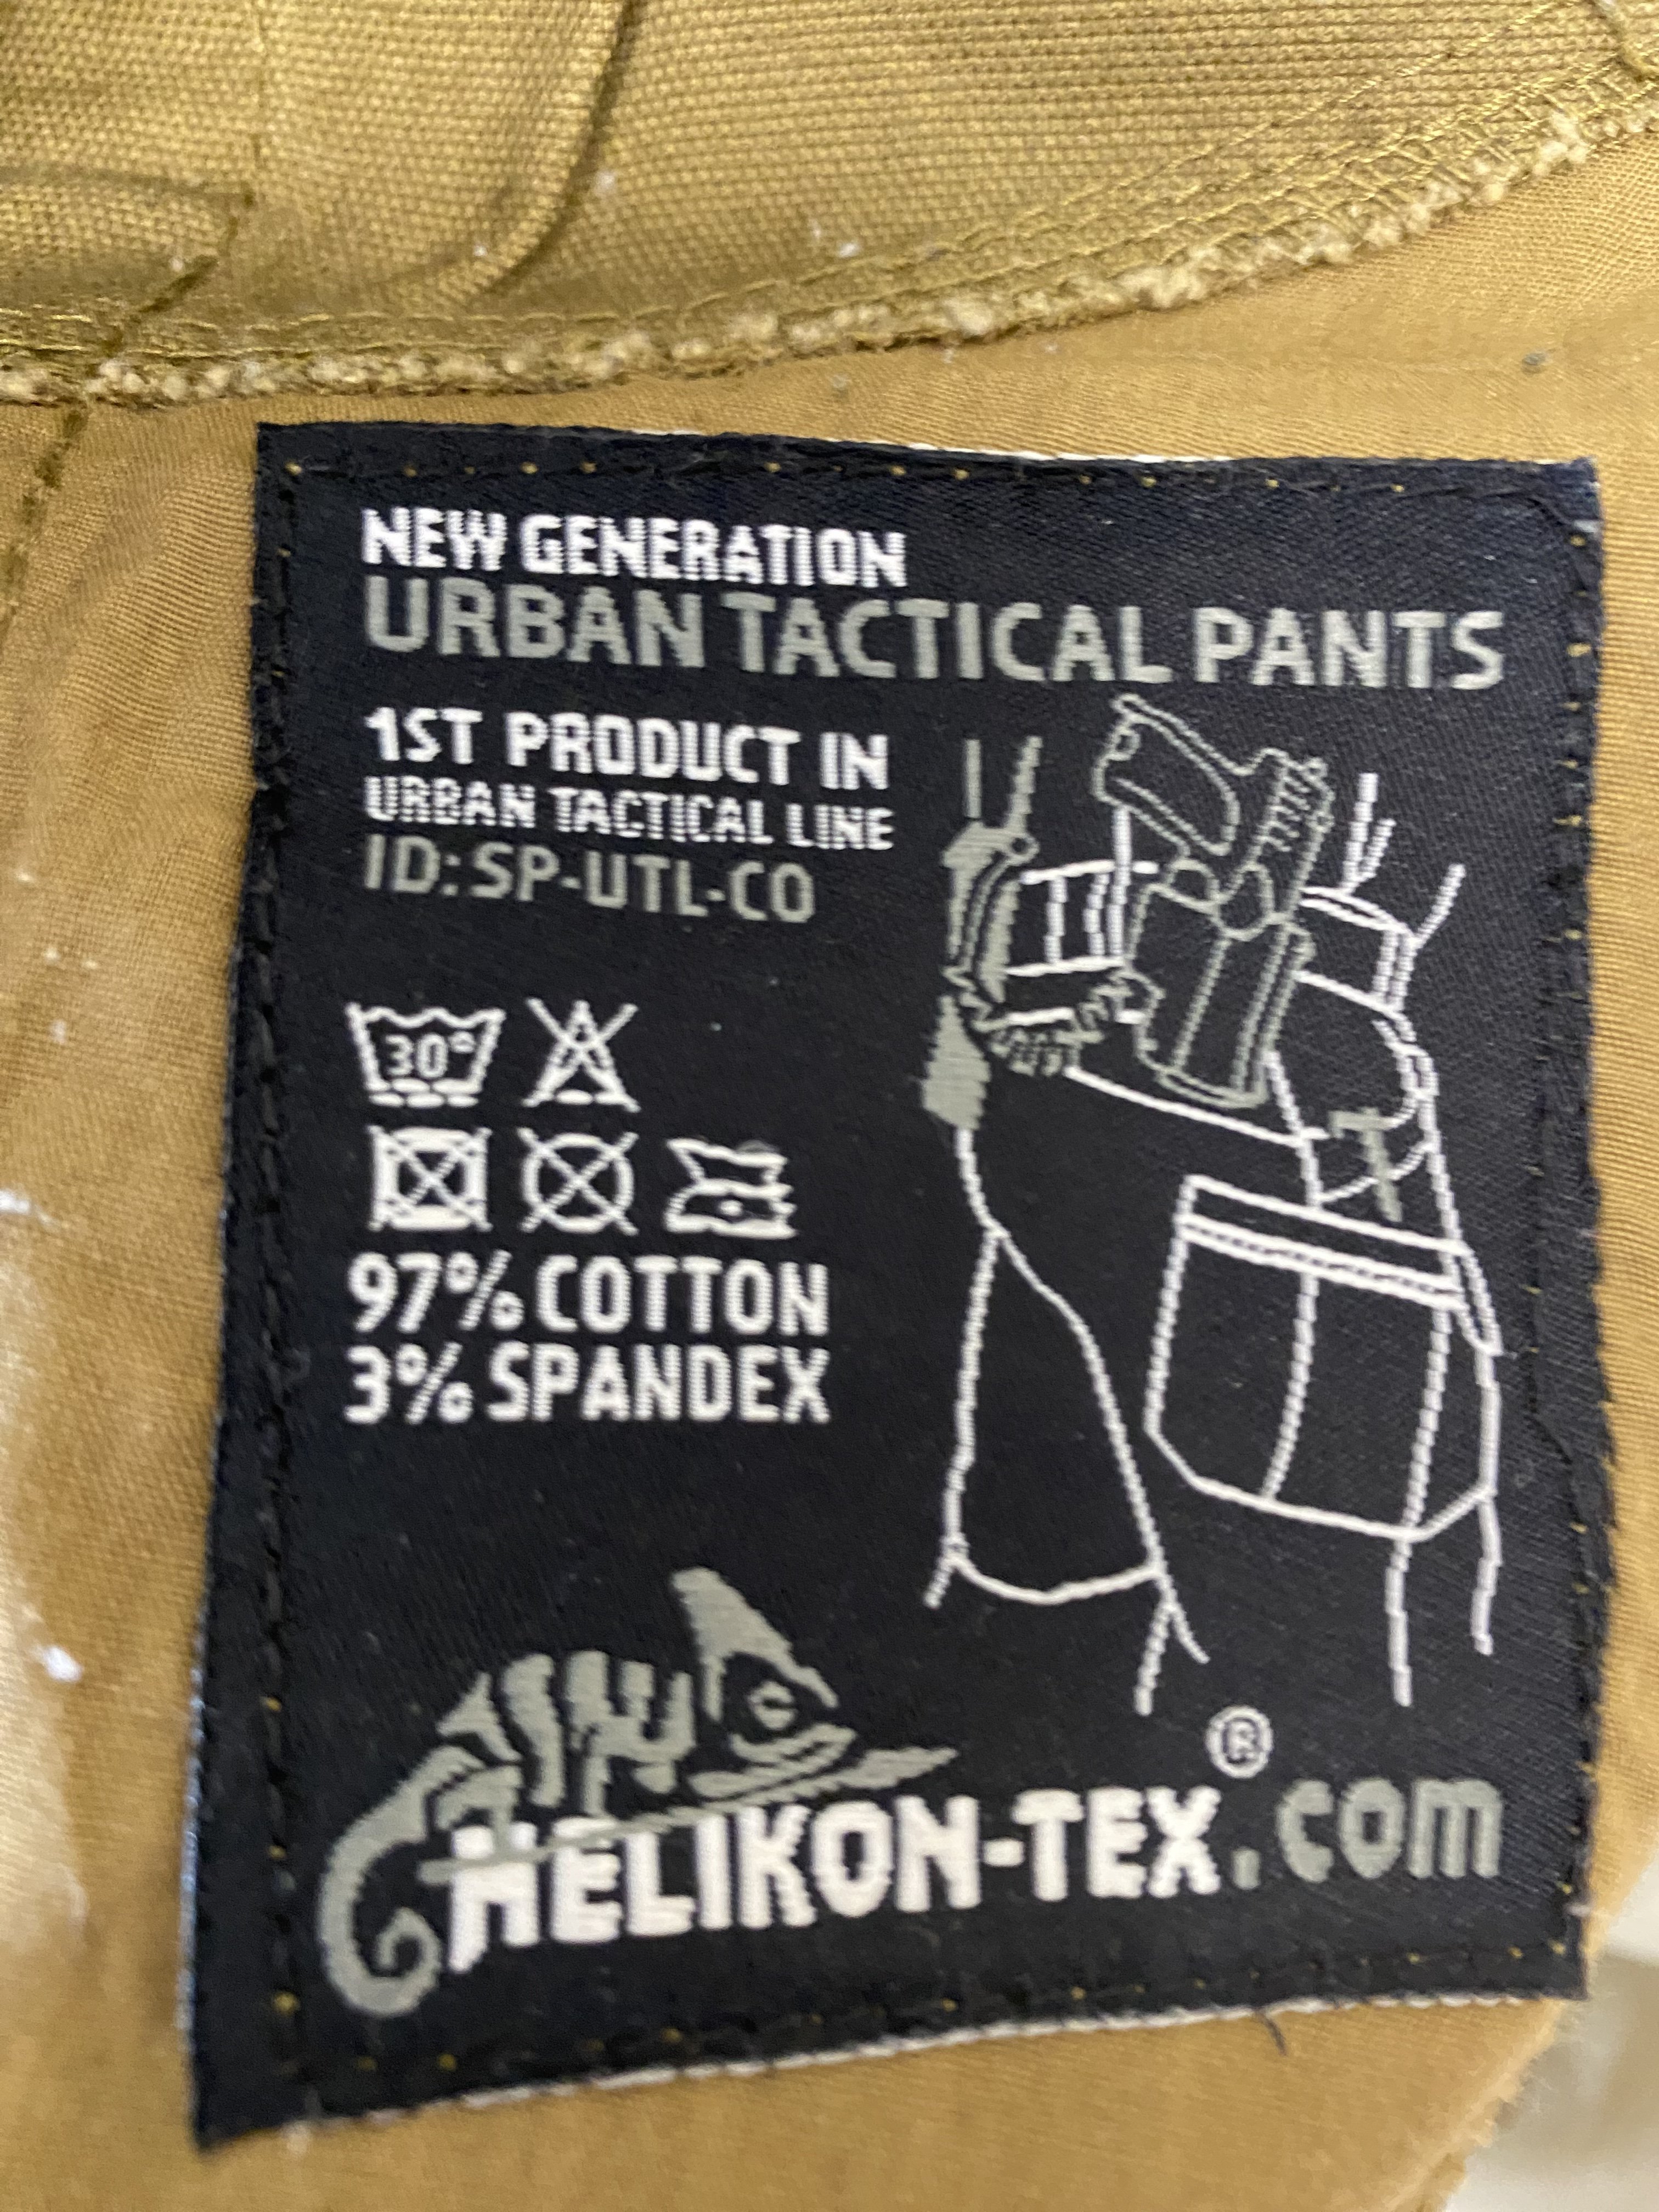 NEW GENERATION
URBAN TACTICAL PANTS
1ST PRODUCT IN
URBAN TACTICAL LINE
ID: SP-UTL-CO
30°
97% COTTON
3% SPANDEX
HELIKON-TEX®.com